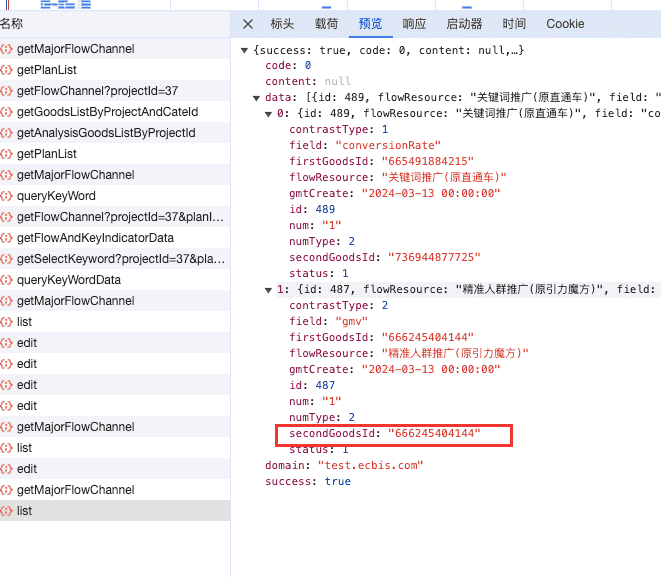 名称
标头 载荷 预览 响应 启动器 时间 Cookie
getMajorFlowChannel
getPlanList
getFlowChannel?projectId=37
getGoodsListByProjectAndCateId
getAnalysisGoodsListByProjectId
getPlanList
getMajorFlowChannel
queryKeyWord
getFlowChannel?projectId=37&planI…
getFlowAndKeyIndicatorData
getSelectKeyword?projectId=37&pla…
queryKeyWordData
getMajorFlowChannel
list
edit
edit
edit
edit
getMajorFlowChannel
list
edit
getMajorFlowChannel
list
{success: true, code: 0, content: null,…}
code: 0
content: null
data: [{id: 489, flowResource: "关键词推广(原直通车)", field: "
0: {id: 489, flowResource: "关键词推广(原直通车)", field: "co
contrastType: 1
field: "conversionRate"
firstGoodsId: "665491884215"
flowResource: "关键词推广(原直通车)"
gmtCreate: "2024-03-13 00:00:00"
id: 489
num: "1"
numType: 2
secondGoodsId: "736944877725"
status: 1
1: {id: 487, flowResource: "精准人群推广(原引力魔方)", field:
contrastType: 2
field: "gmv"
firstGoodsId: "666245404144"
flowResource: "精准人群推广(原引力魔方)"
gmtCreate: "2024-03-13 00:00:00"
id: 487
num: "1"
numType: 2
secondGoodsId: "666245404144"
status: 1
domain: "test.ecbis.com"
success: true